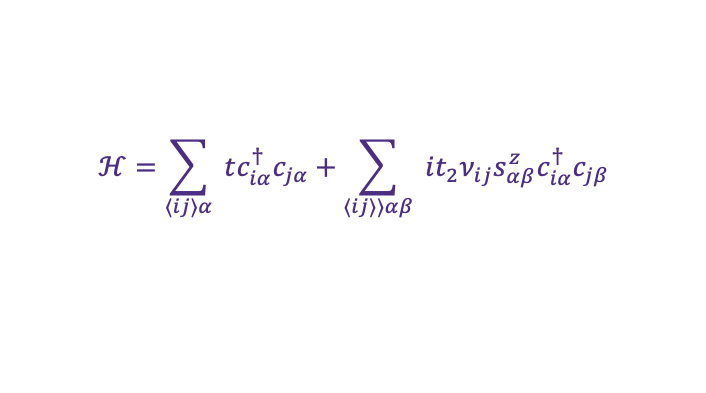 ℋ = ∑_{⟨ij⟩α} t c†_{iα} c_{jα} + ∑_{⟨ij⟩⟩αβ} i t₂ ν_{ij} s^z_{αβ} c†_{iα} c_{jβ}